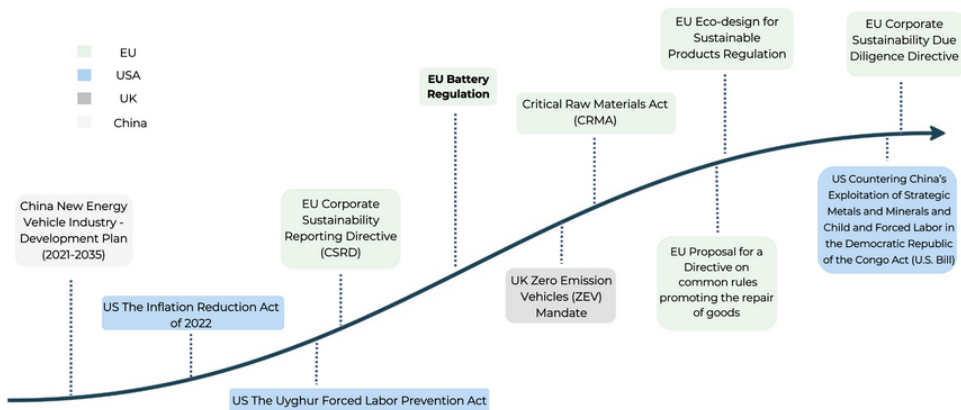 EU
USA
UK
China
China New Energy
Vehicle Industry -
Development Plan
(2021-2035)
US The Inflation Reduction Act
of 2022
US The Uyghur Forced Labor Prevention Act
EU Corporate
Sustainability
Reporting Directive
(CSRD)
EU Battery
Regulation
UK Zero Emission
Vehicles (ZEV)
Mandate
Critical Raw Materials Act
(CRMA)
EU Proposal for a
Directive on
common rules
promoting the repair
of goods
EU Eco-design for
Sustainable
Products Regulation
US Countering China's
Exploitation of Strategic
Metals and Minerals and
Child and Forced Labor in
the Democratic Republic
of the Congo Act (U.S. Bill)
EU Corporate
Sustainability Due
Diligence Directive